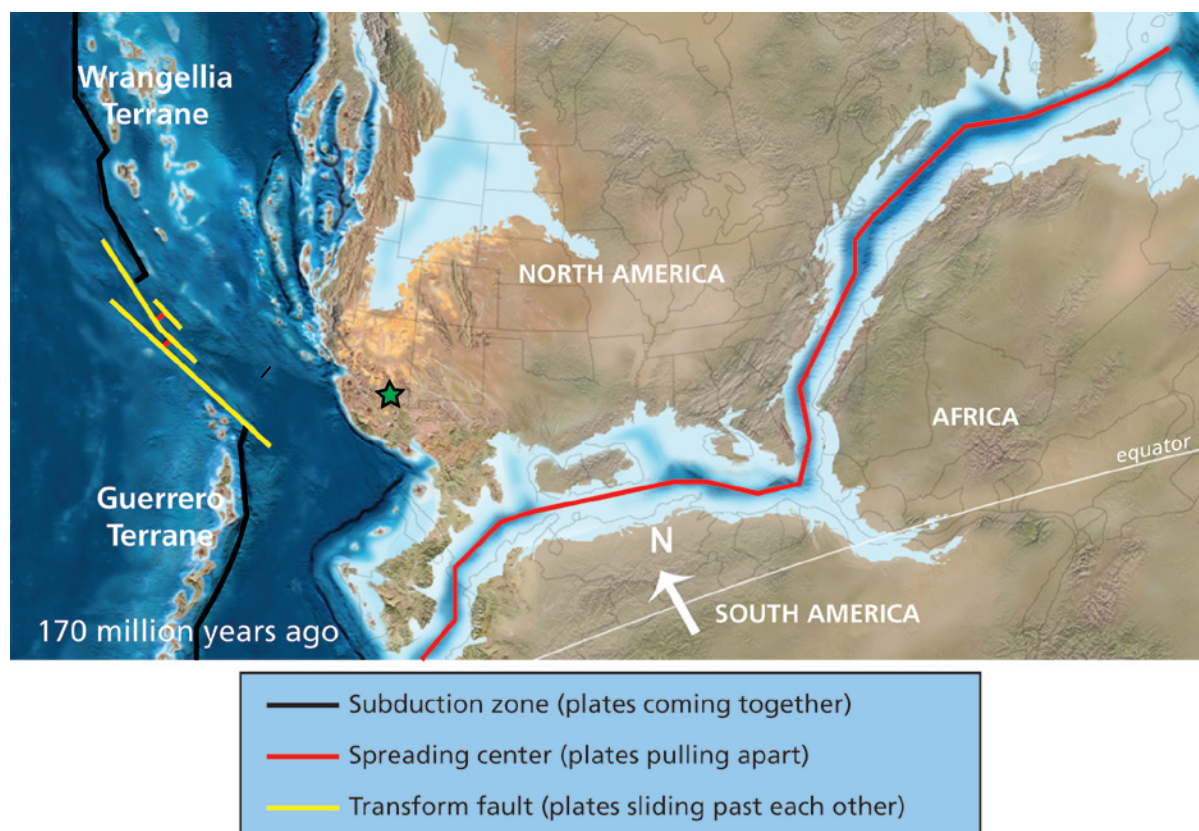 Wrangellia
Terrane
NORTH AMERICA
AFRICA
equator
Guerrero
Terrane
N
SOUTH AMERICA
170 million years ago
Subduction zone (plates coming together)
Spreading center (plates pulling apart)
Transform fault (plates sliding past each other)